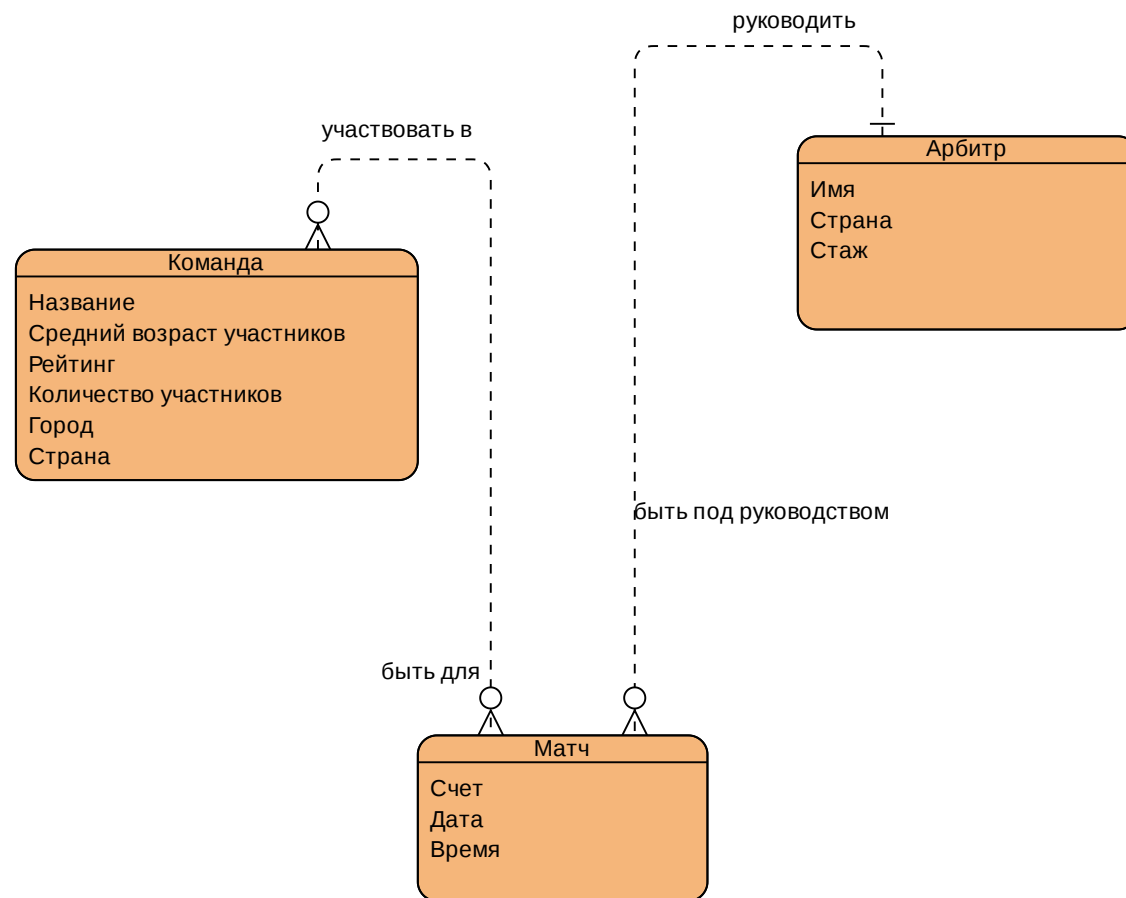 руководить
участвовать в
Арбитр
Имя
Страна
Стаж
Команда
Название
Средний возраст участников
Рейтинг
Количество участников
Город
Страна
быть под руководством
быть для
Матч
Счет
Дата
Время